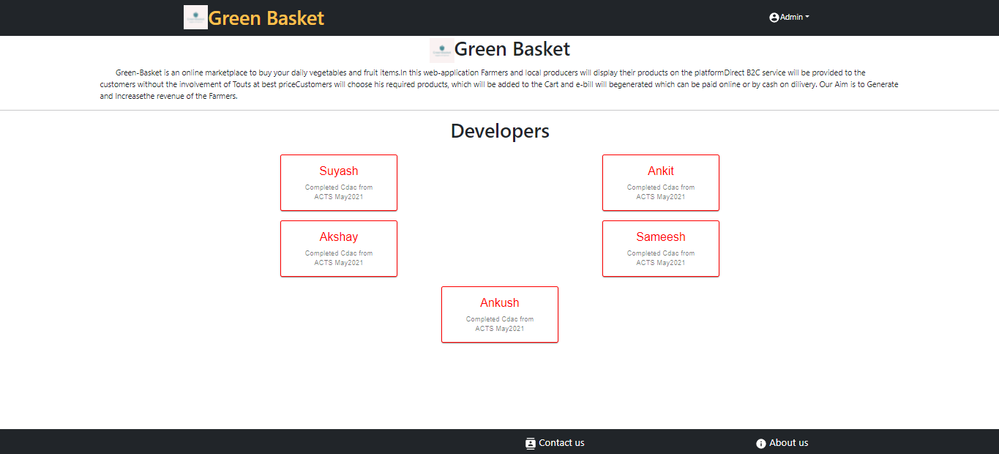 Green Basket
Admin
Green Basket
Green-Basket is an online marketplace to buy your daily vegetables and fruit items.In this web-application Farmers and local producers will display their products on the platformDirect B2C service will be provided to the
customers without the involvement of Touts at best priceCustomers will choose his required products, which will be added to the Cart and e-bill will begenerated which can be paid online or by cash on dilivery. Our Aim is to Generate
and Increasethe revenue of the Farmers.
Developers
Suyash
Completed Cdac from
ACTS May2021
Ankit
Completed Cdac from
ACTS May2021
Akshay
Completed Cdac from
ACTS May2021
Sameesh
Completed Cdac from
ACTS May2021
Ankush
Completed Cdac from
ACTS May2021
Contact us
About us